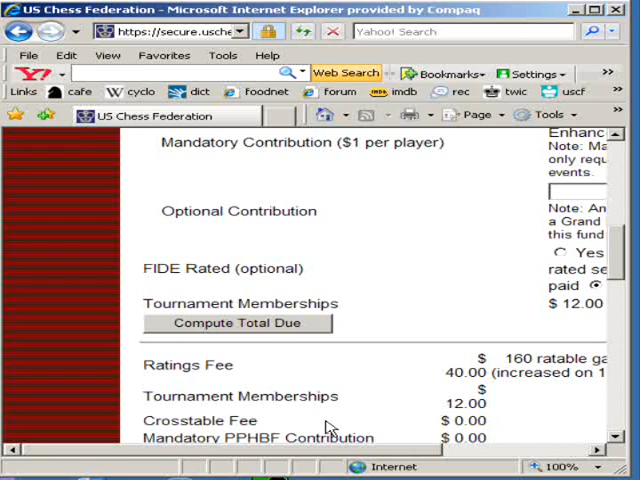 US Chess Federation - Microsoft Internet Explorer provided by Compaq
https://secure.usche
Yahoo! Search
File Edit View Favorites Tools Help
Y! Web Search Bookmarks Settings »
Links cafe cyclo dict foodnet forum imdb rec twic uscf »
US Chess Federation Page Tools »
Enhanc
Mandatory Contribution ($1 per player) Note: Ma
only requ
events.
Optional Contribution Note: An
a Grand
this fund
Yes
FIDE Rated (optional) rated se
paid
Tournament Memberships $ 12.00
Compute Total Due
Ratings Fee $ 160 ratable ga
40.00 (increased on 1
Tournament Memberships $
12.00
Crosstable Fee $ 0.00
Mandatory PPHBF Contribution $ 0.00
Internet 100%